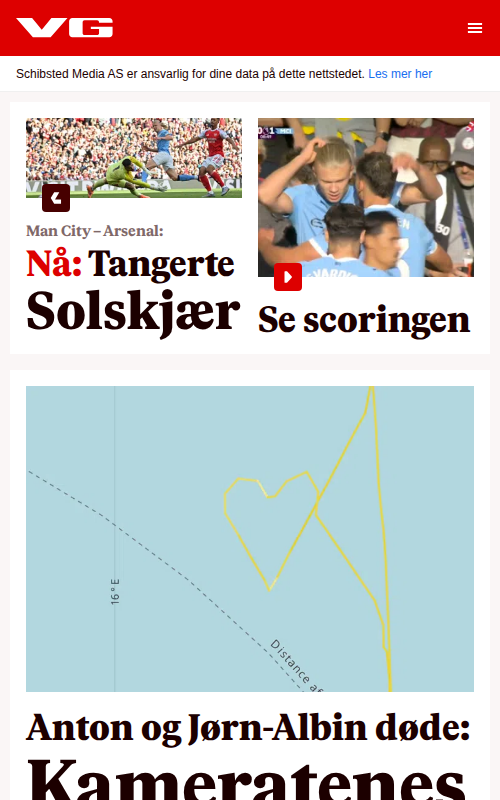 VG
Schibsted Media AS er ansvarlig for dine data på dette nettstedet. Les mer her
Man City – Arsenal:
Nå: Tangerte
Solskjær
Se scoringen
16°E
Distance
Anton og Jørn-Albin døde:
Kameratenes